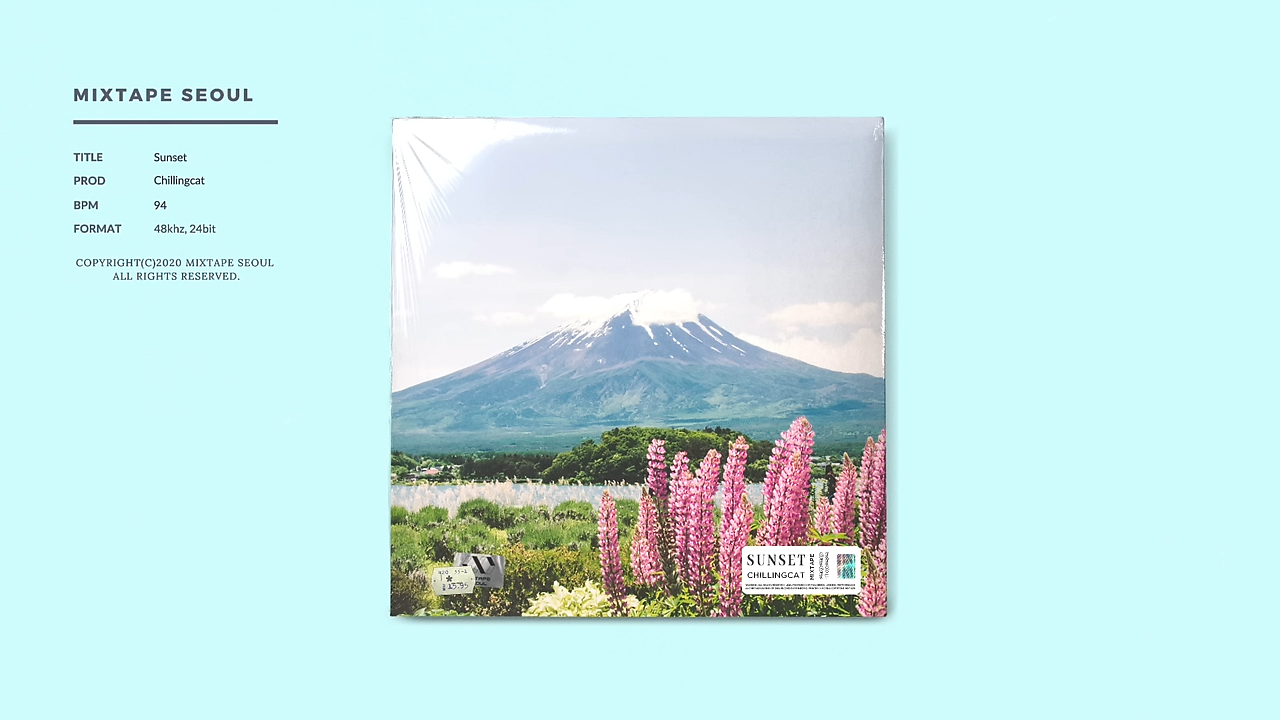 MIXTAPE SEOUL
TITLE Sunset
PROD Chillingcat
BPM 94
FORMAT 48khz, 24bit
COPYRIGHT(C)2020 MIXTAPE SEOUL
ALL RIGHTS RESERVED.
SUNSET
CHILLINGCAT
MIXTAPE